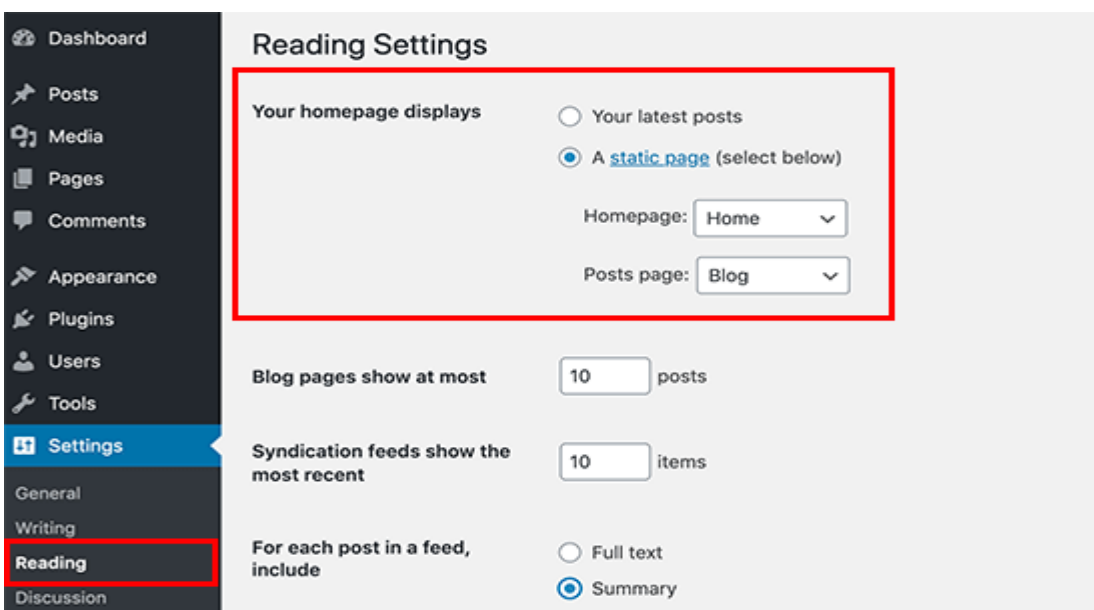 Dashboard
Posts
Media
Pages
Comments
Appearance
Plugins
Users
Tools
Settings
General
Writing
Reading
Discussion
Reading Settings
Your homepage displays
Your latest posts
A static page (select below)
Homepage: Home
Posts page: Blog
Blog pages show at most 10 posts
Syndication feeds show the
most recent
10 items
For each post in a feed,
include
Full text
Summary